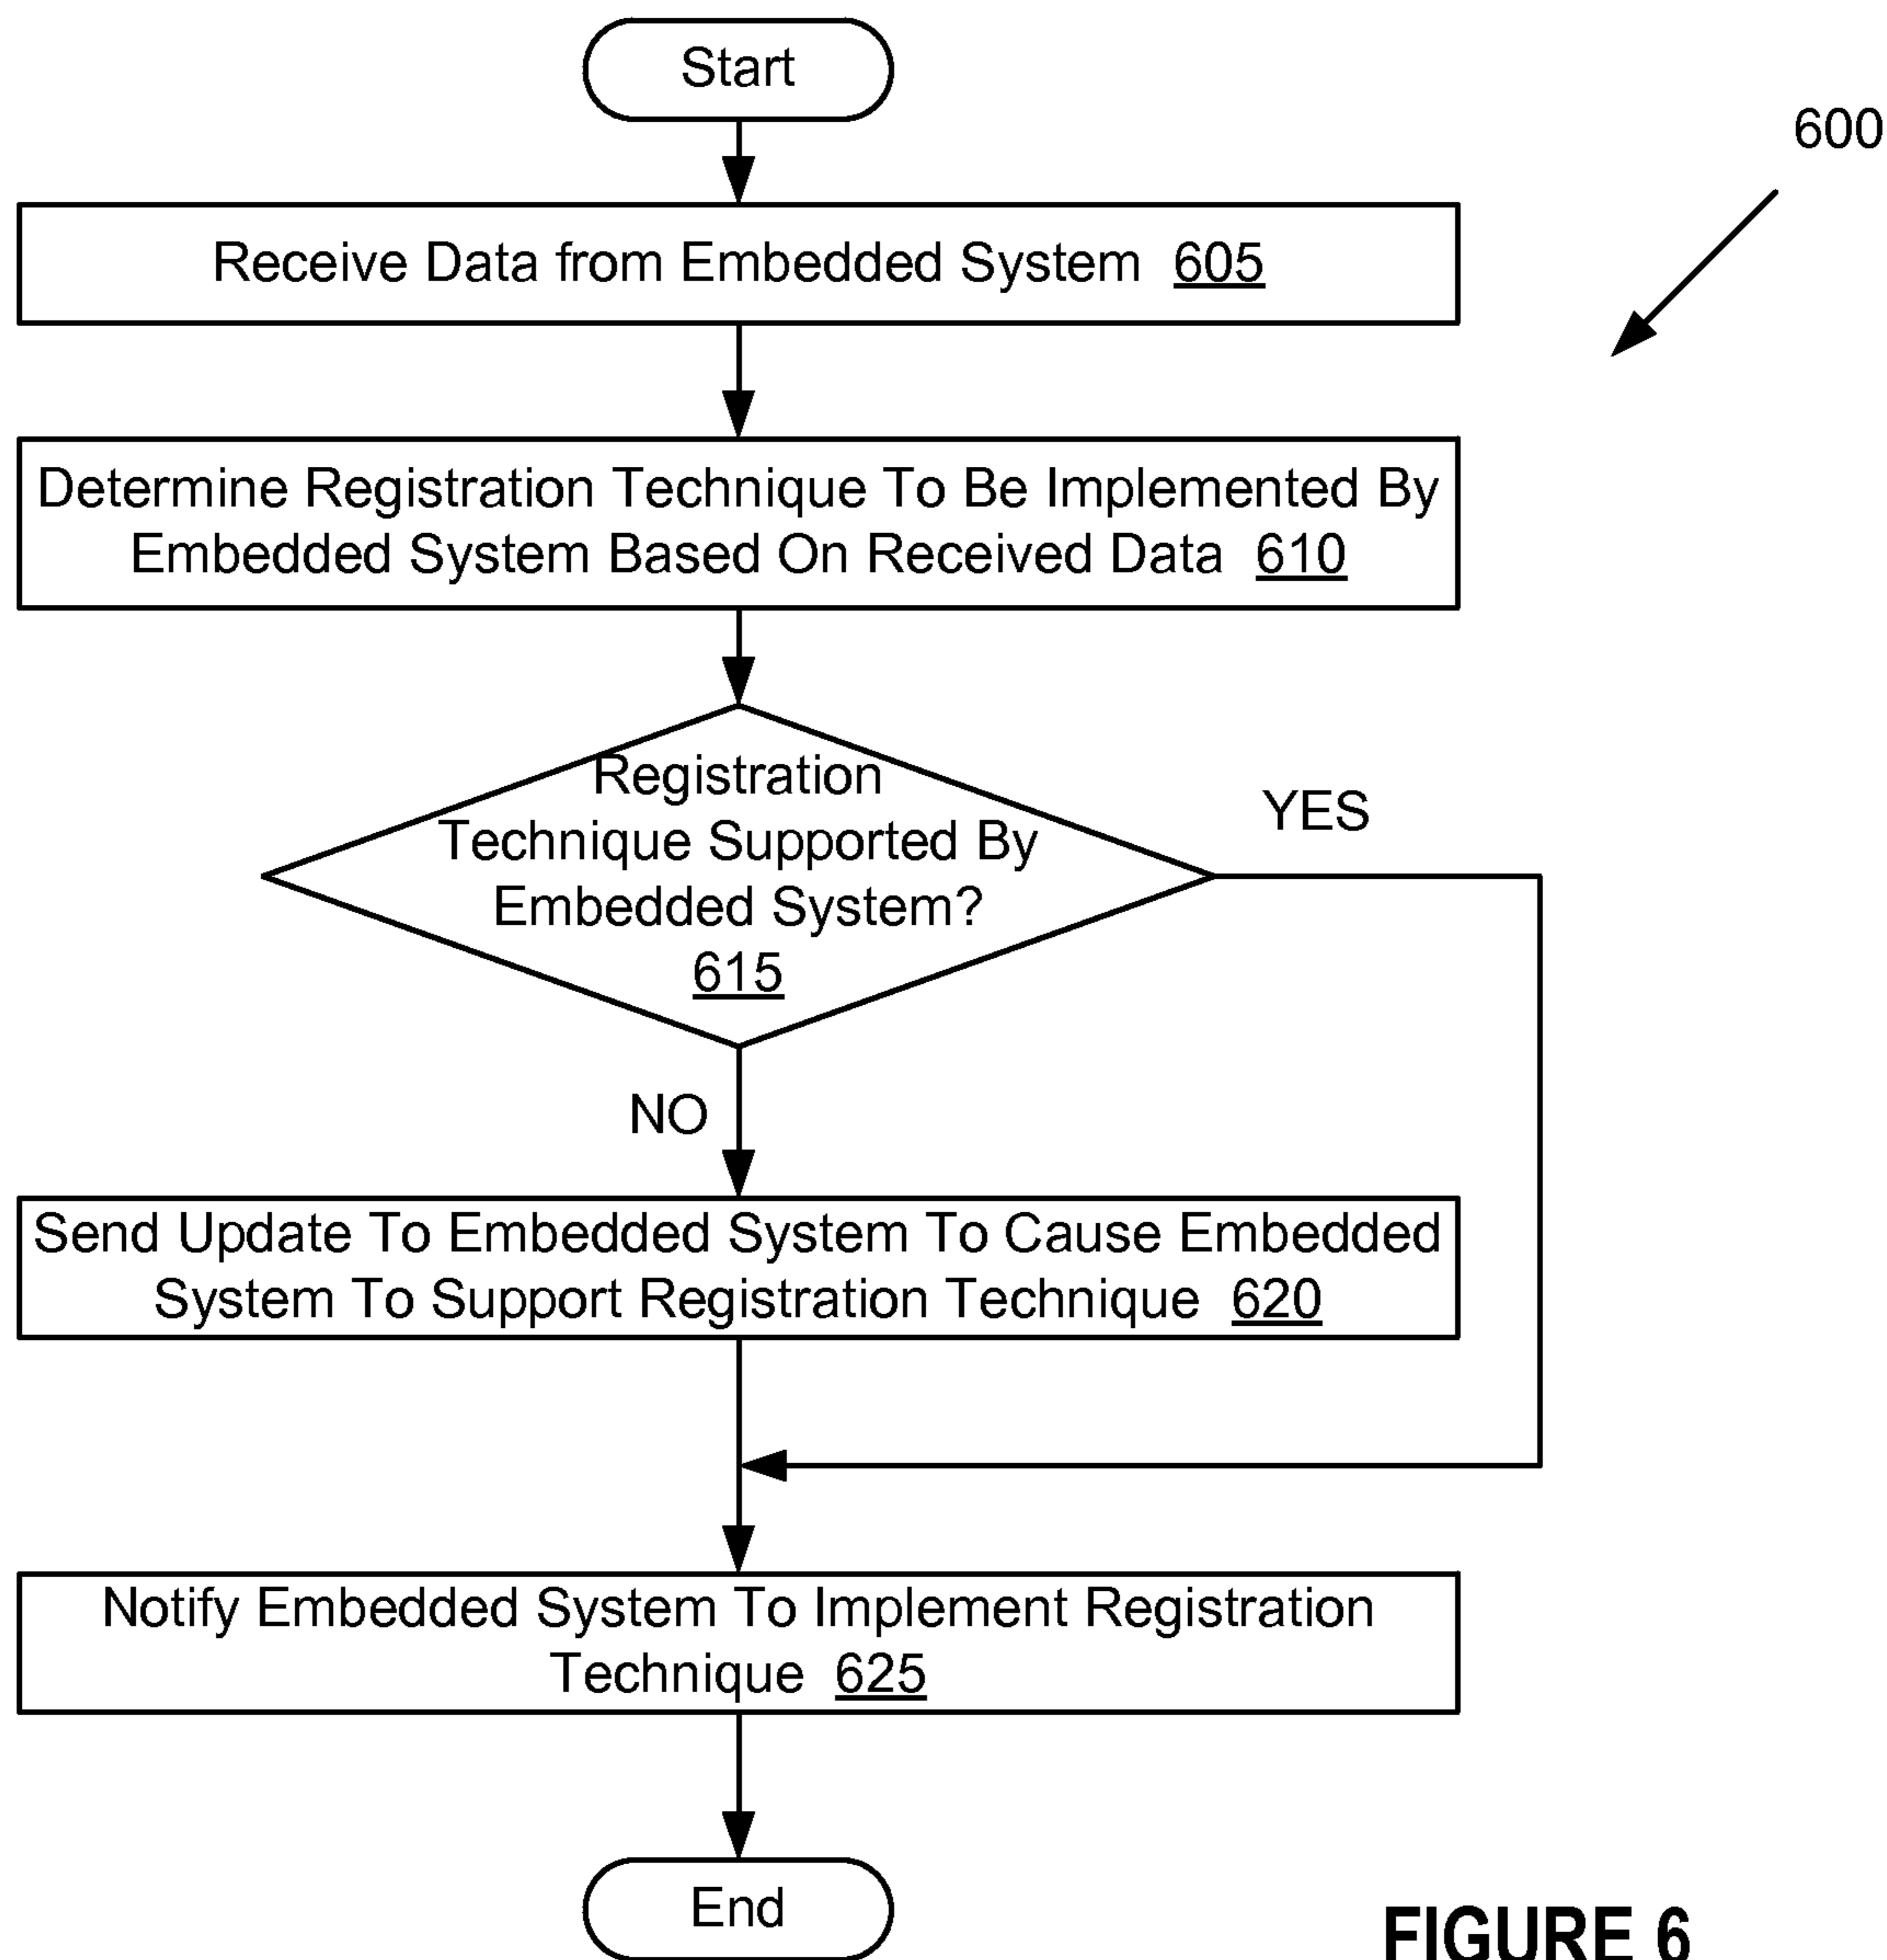 Start
600
Receive Data from Embedded System 605
Determine Registration Technique To Be Implemented By
Embedded System Based On Received Data 610
Registration
Technique Supported By
Embedded System?
615
YES
NO
Send Update To Embedded System To Cause Embedded
System To Support Registration Technique 620
Notify Embedded System To Implement Registration
Technique 625
End
FIGURE 6